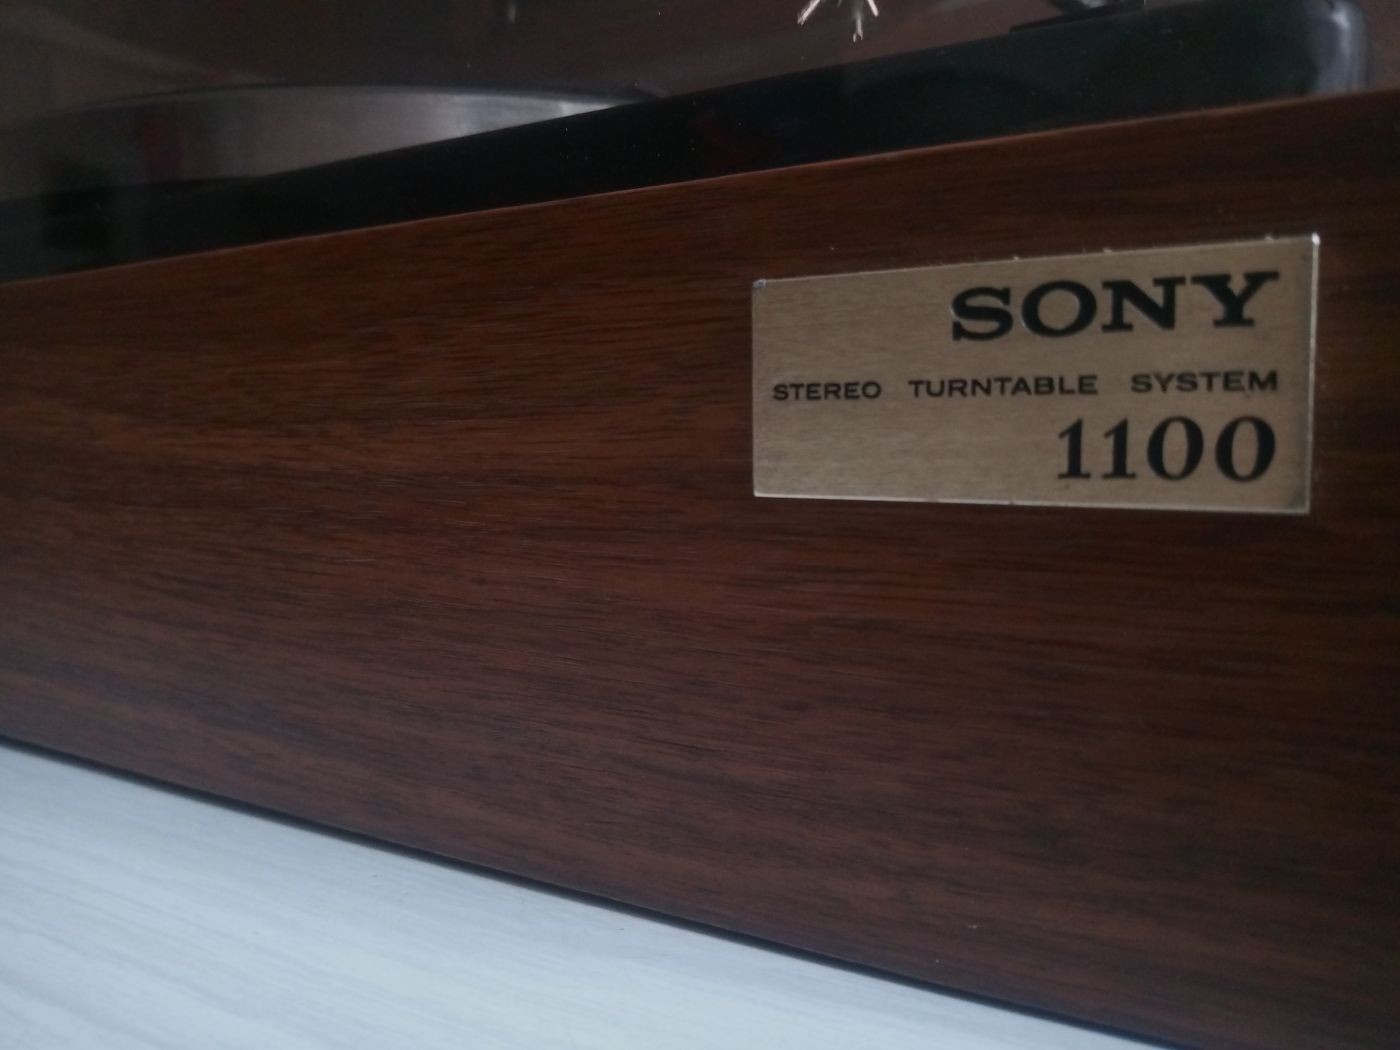 SONY
STEREO TURNTABLE SYSTEM
1100